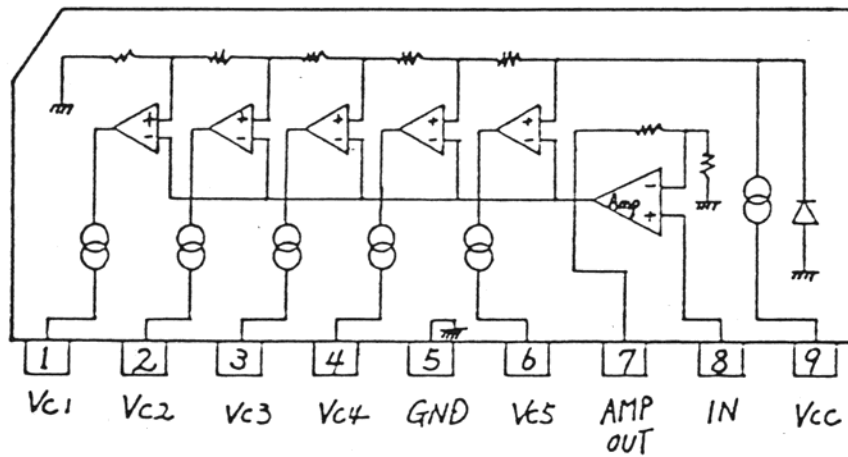 + + + + +
- - - - -
-
Amp
+
1 2 3 4 5 6 7 8 9
VC1 VC2 VC3 VC4 GND VC5 AMP IN VCC
OUT